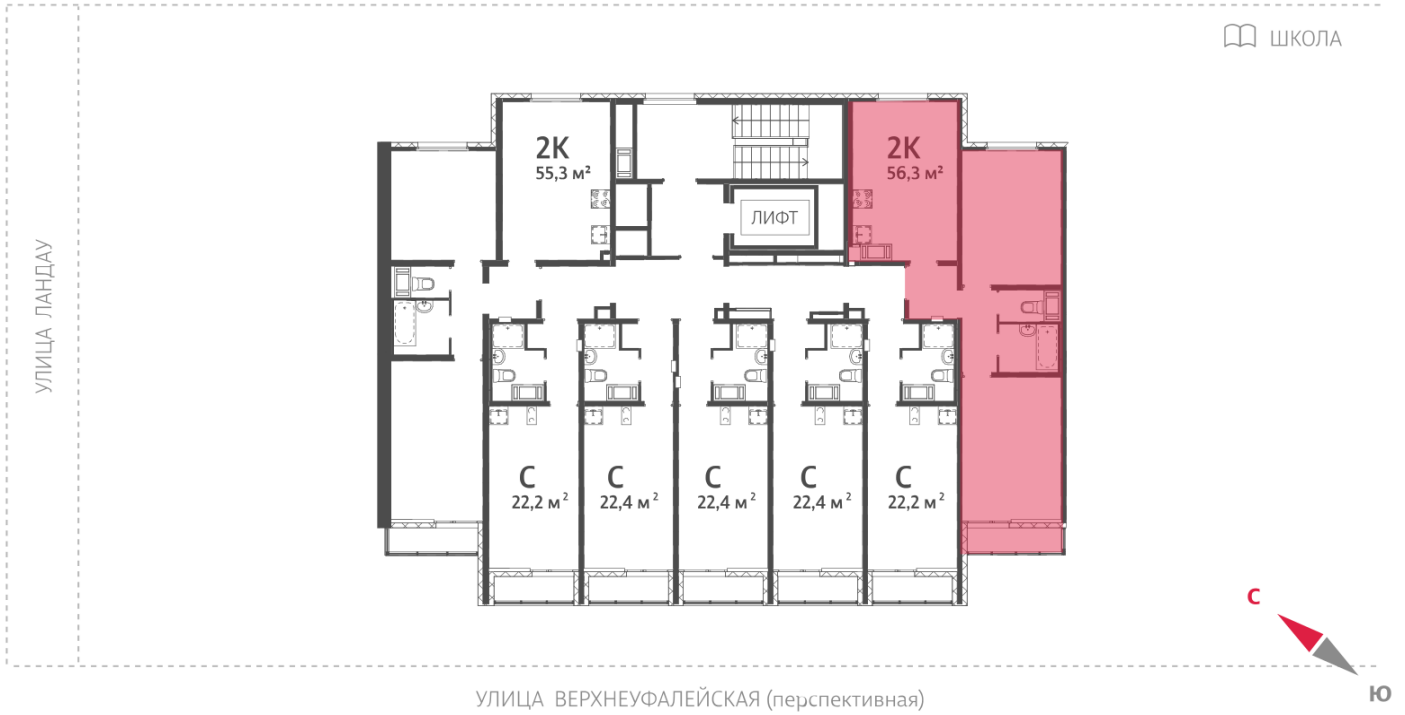 ШКОЛА
2К
55,3 м²
2К
56,3 м²
ЛИФТ
УЛИЦА ЛАНДАУ
С
22,2 м²
С
22,4 м²
С
22,4 м²
С
22,4 м²
С
22,2 м²
С
Ю
УЛИЦА ВЕРХНЕУФАЛЕЙСКАЯ (перспективная)